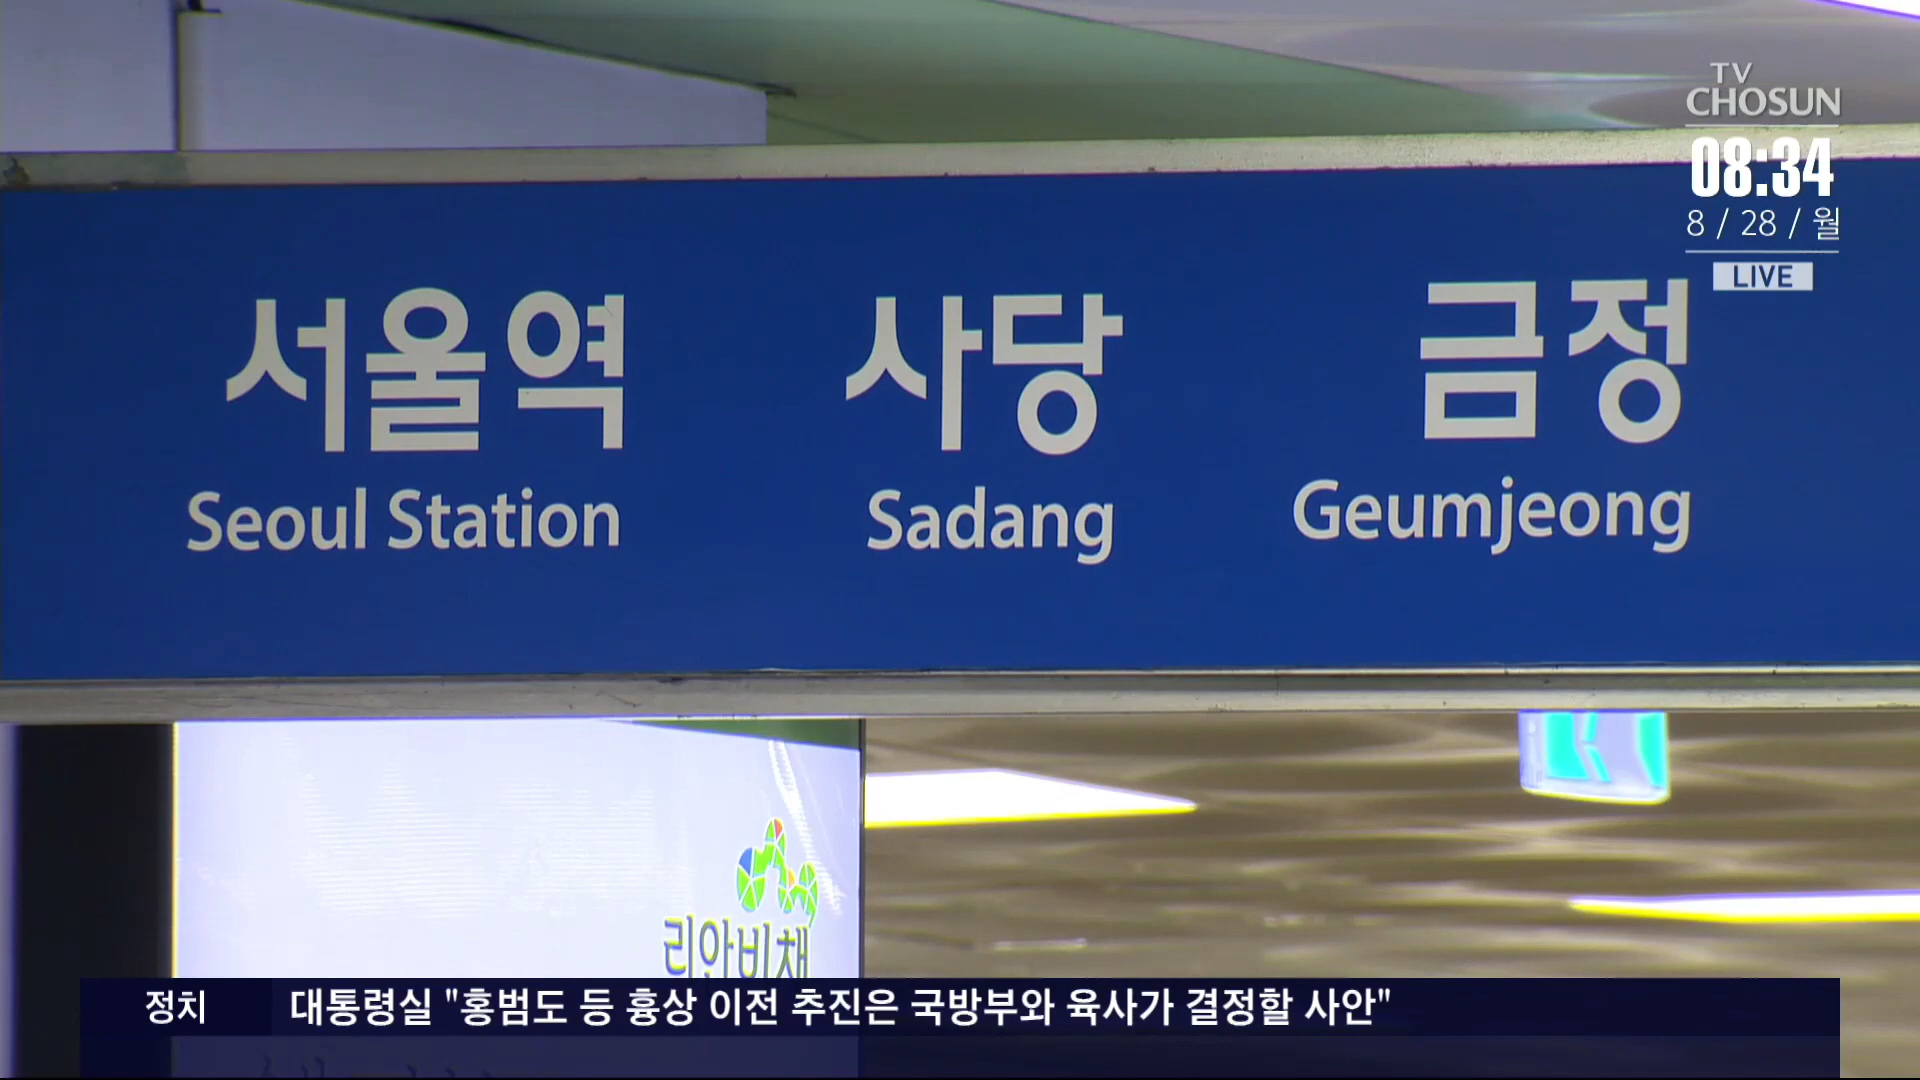 TV
CHOSUN
08:34
8 / 28 / 월
LIVE
서울역 사당 금정
Seoul Station Sadang Geumjeong
리안비채
정치 대통령실 "홍범도 등 흉상 이전 추진은 국방부와 육사가 결정할 사안"